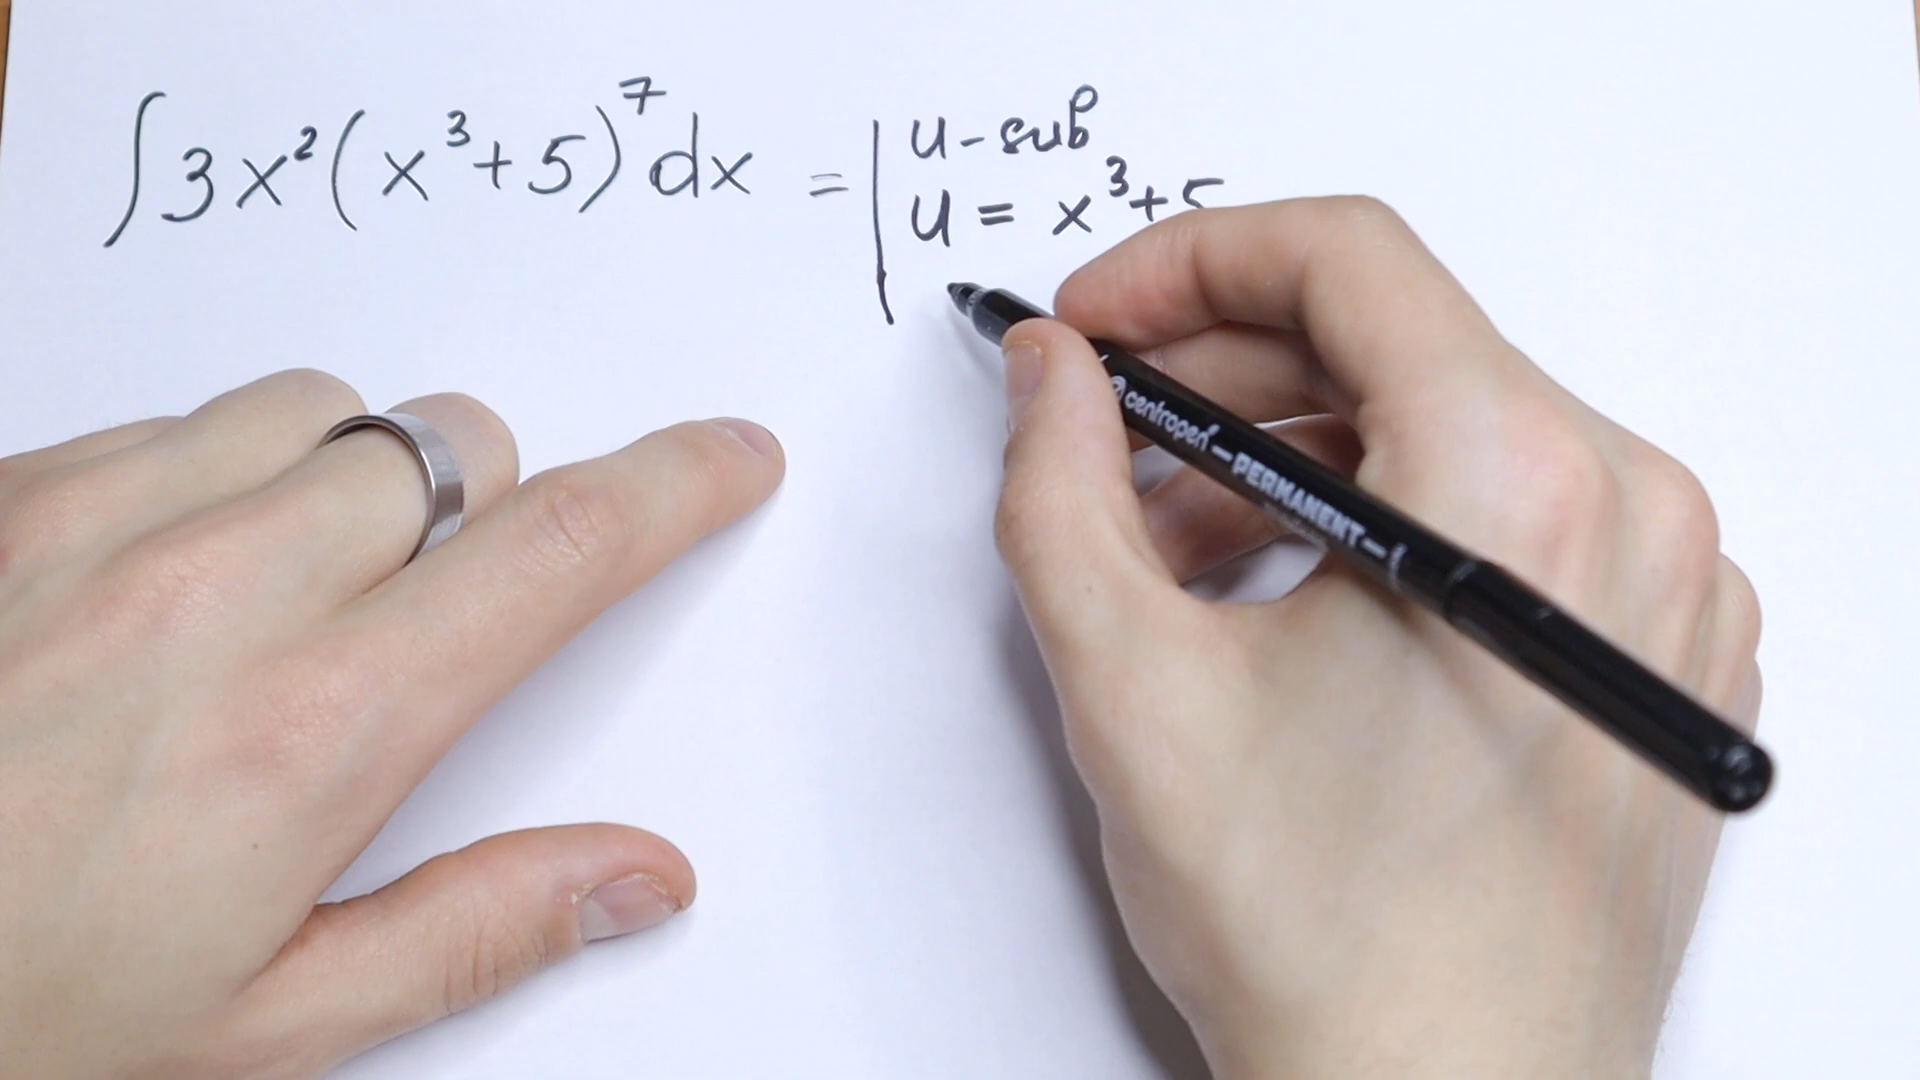 ∫3x²(x³+5)⁷dx = | u-sub
u = x³+5
centropen — PERMANENT —